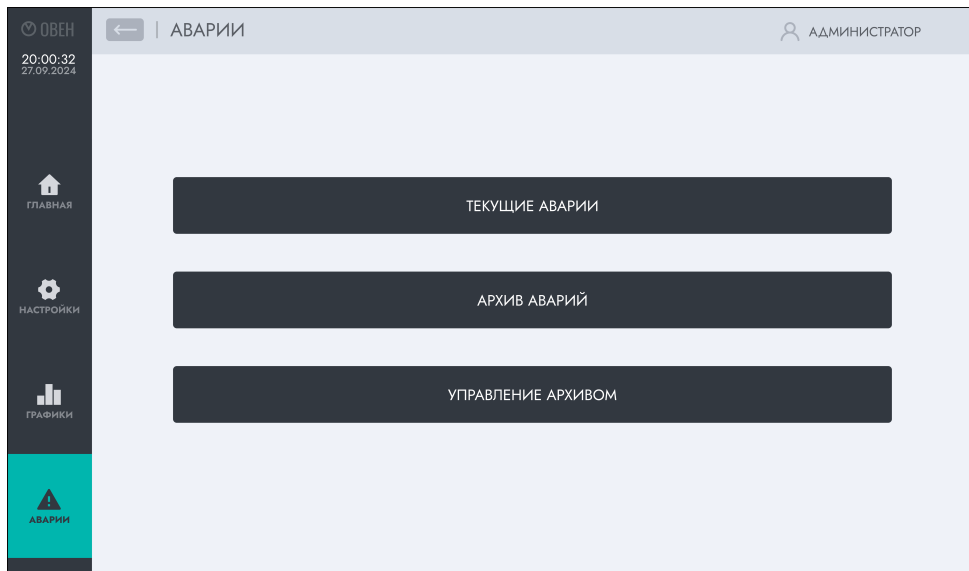 ОВЕН
20:00:32
27.09.2024
ГЛАВНАЯ
НАСТРОЙКИ
ГРАФИКИ
АВАРИИ
| АВАРИИ
АДМИНИСТРАТОР
ТЕКУЩИЕ АВАРИИ
АРХИВ АВАРИЙ
УПРАВЛЕНИЕ АРХИВОМ